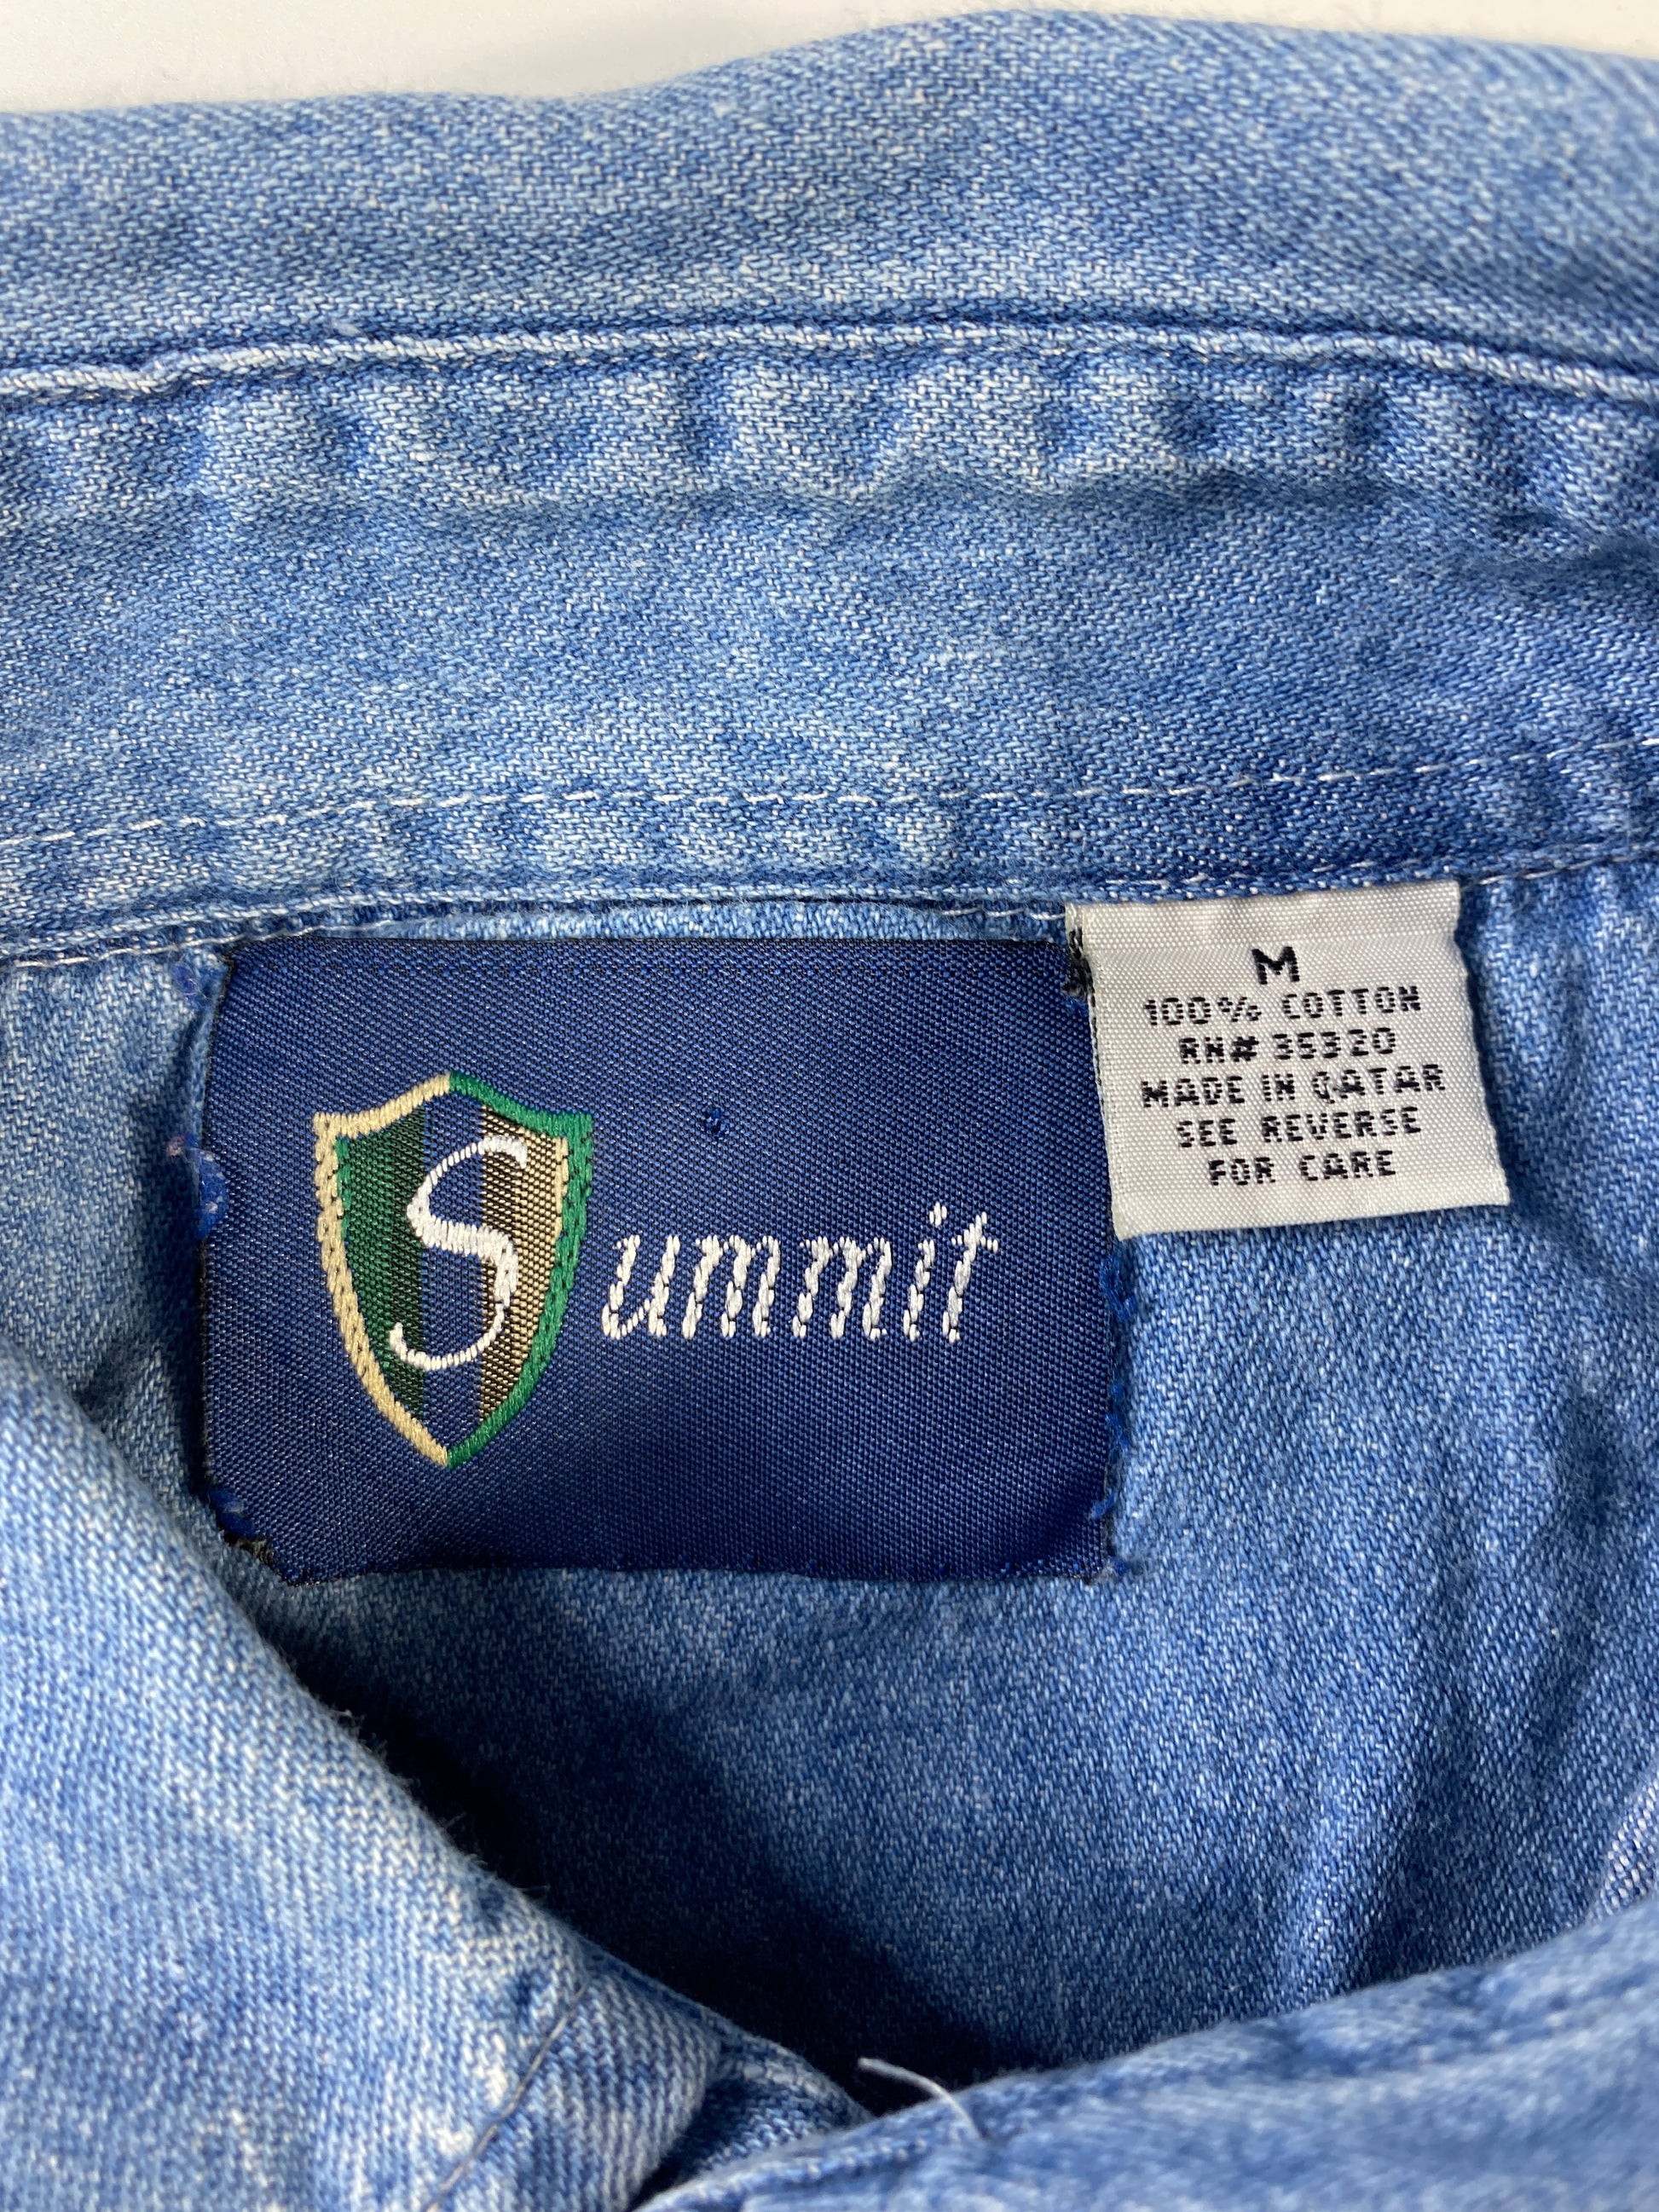 Summit
M
100% COTTON
RN# 35320
MADE IN QATAR
SEE REVERSE
FOR CARE